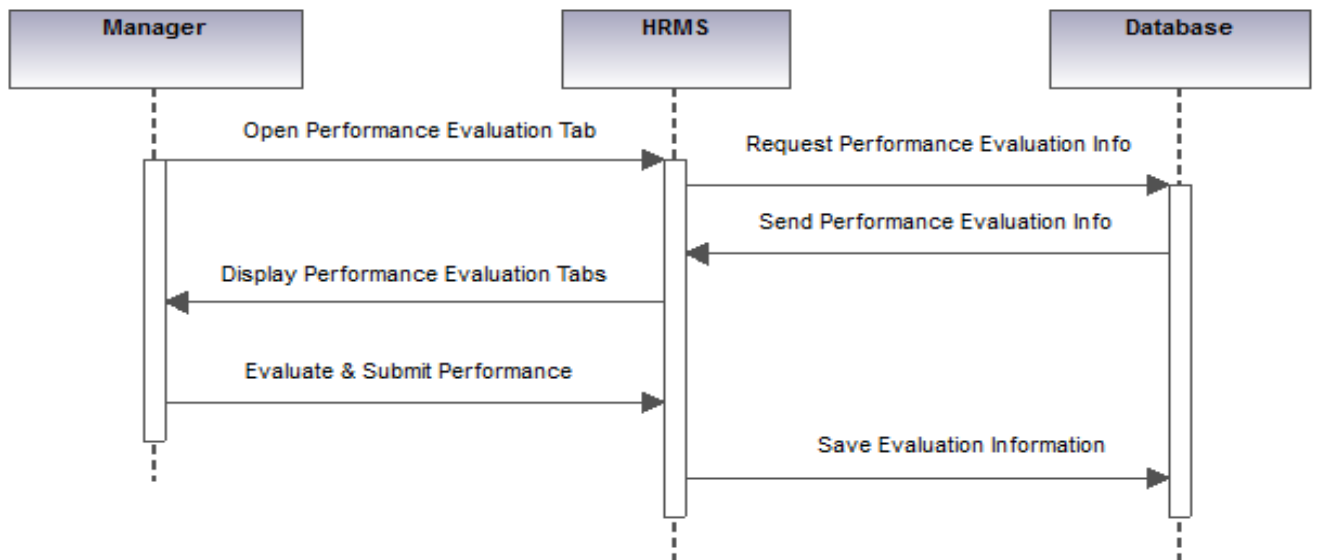 Manager
HRMS
Database
Open Performance Evaluation Tab
Request Performance Evaluation Info
Send Performance Evaluation Info
Display Performance Evaluation Tabs
Evaluate & Submit Performance
Save Evaluation Information